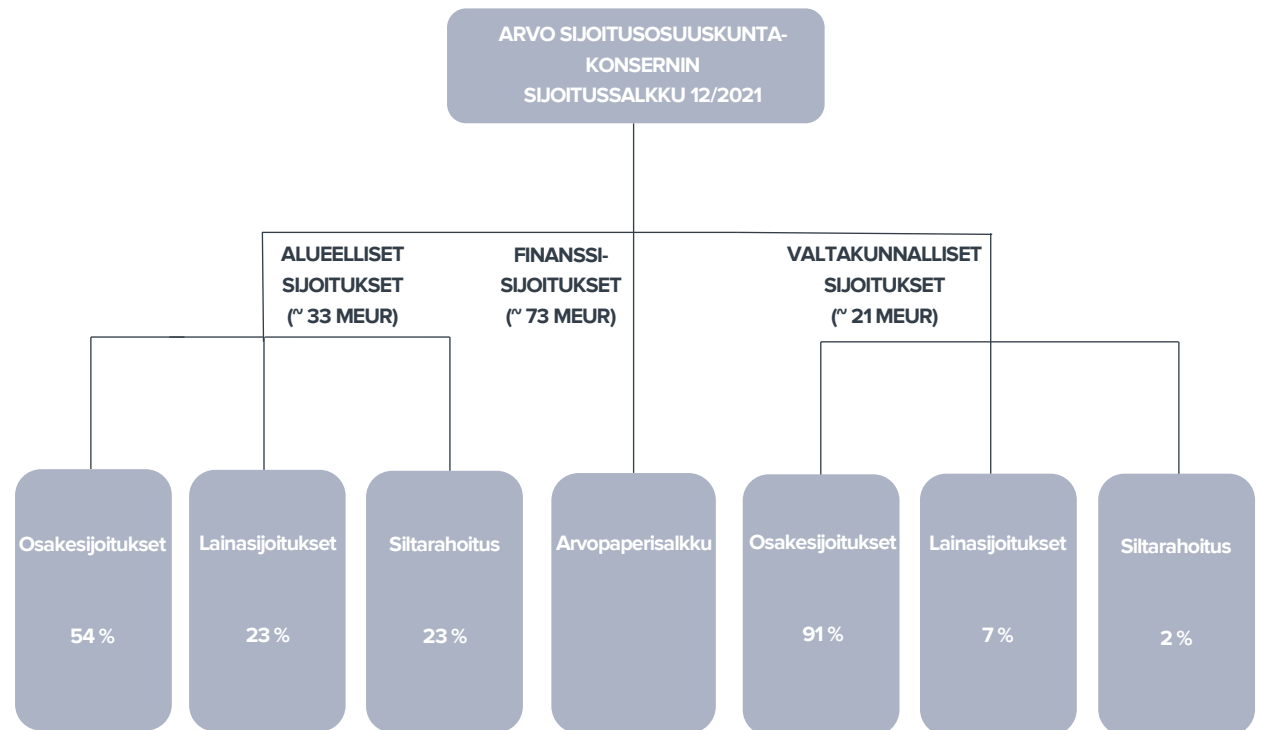 ARVO SIJOITUSOSUUSKUNTA-
KONSERNIN
SIJOITUSSALKKU 12/2021
ALUEELLISET
SIJOITUKSET
(~ 33 MEUR)
FINANSSI-
SIJOITUKSET
(~ 73 MEUR)
VALTAKUNNALLISET
SIJOITUKSET
(~ 21 MEUR)
Osakesijoitukset
54 %
Lainasijoitukset
23 %
Siltarahoitus
23 %
Arvopaperisalkku
Osakesijoitukset
91 %
Lainasijoitukset
7 %
Siltarahoitus
2 %